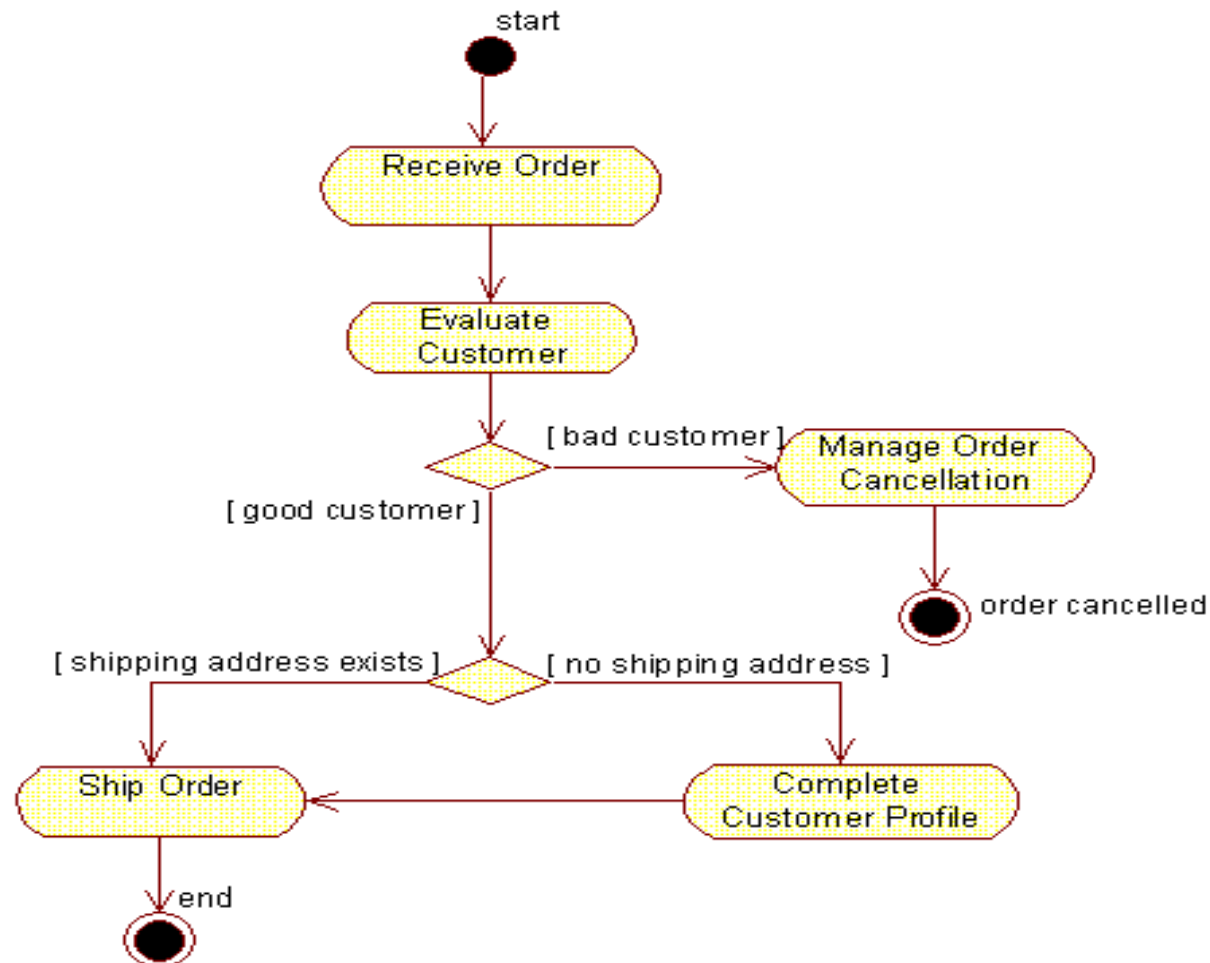 start
Receive Order
Evaluate
Customer
[ bad customer ]
Manage Order
Cancellation
[ good customer ]
order cancelled
[ shipping address exists ]
[ no shipping address ]
Ship Order
Complete
Customer Profile
end